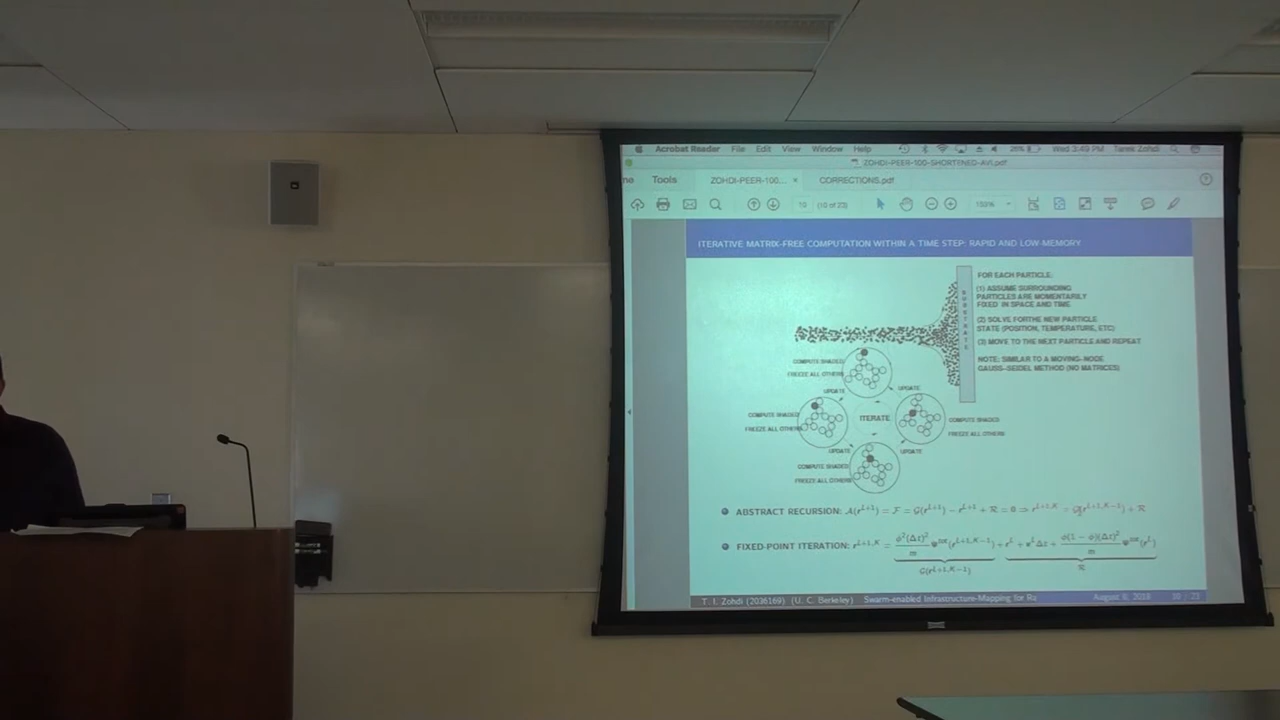 Acrobat Reader File Edit View Window Help Wed 3:49 PM Tarek Zohdi
ZOHDI-PEER-100-SHORTENED-AVI.pdf
Tools ZOHDI-PEER-100... × CORRECTIONS.pdf
10 (10 of 23)
ITERATIVE MATRIX-FREE COMPUTATION WITHIN A TIME STEP: RAPID AND LOW-MEMORY
SUBSTRATE
FOR EACH PARTICLE:
(1) ASSUME SURROUNDING
PARTICLES ARE MOMENTARILY
FIXED IN SPACE AND TIME
(2) SOLVE FORTHE NEW PARTICLE
STATE (POSITION, TEMPERATURE, ETC)
(3) MOVE TO THE NEXT PARTICLE AND REPEAT
NOTE: SIMILAR TO A MOVING-NODE
GAUSS-SEIDEL METHOD (NO MATRICES)
COMPUTE SHADED
FREEZE ALL OTHERS
UPDATE UPDATE
COMPUTE SHADED
FREEZE ALL OTHERS
ITERATE
COMPUTE SHADED
FREEZE ALL OTHERS
UPDATE UPDATE
COMPUTE SHADED
FREEZE ALL OTHERS
ABSTRACT RECURSION:
FIXED-POINT ITERATION:
T. I. Zohdi (2036169) (U. C. Berkeley) Swarm-enabled Infrastructure-Mapping for Ra 23